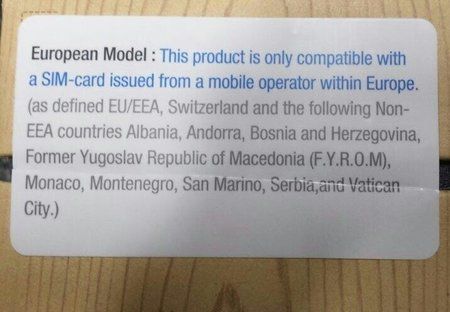 European Model : This product is only compatible with
a SIM-card issued from a mobile operator within Europe.
(as defined EU/EEA, Switzerland and the following Non-
EEA countries Albania, Andorra, Bosnia and Herzegovina,
Former Yugoslav Republic of Macedonia (F.Y.R.O.M),
Monaco, Montenegro, San Marino, Serbia,and Vatican
City.)